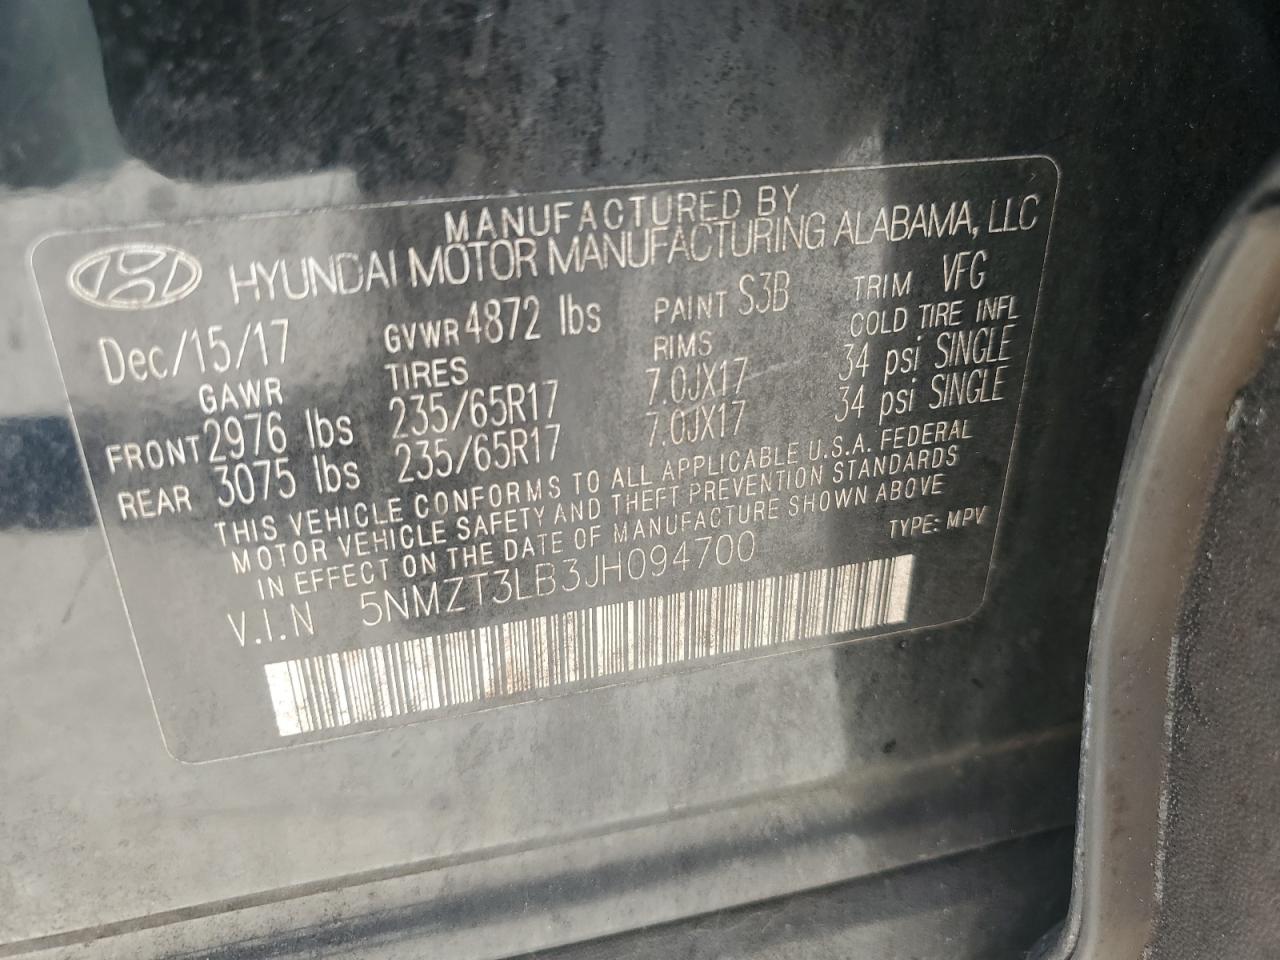 MANUFACTURED BY
HYUNDAI MOTOR MANUFACTURING ALABAMA, LLC
Dec/15/17 GVWR 4872 lbs PAINT S3B TRIM VFG
GAWR TIRES RIMS COLD TIRE INFL
FRONT 2976 lbs 235/65R17 7.0JX17 34 psi SINGLE
REAR 3075 lbs 235/65R17 7.0JX17 34 psi SINGLE
THIS VEHICLE CONFORMS TO ALL APPLICABLE U.S.A. FEDERAL
MOTOR VEHICLE SAFETY AND THEFT PREVENTION STANDARDS
IN EFFECT ON THE DATE OF MANUFACTURE SHOWN ABOVE
V.I.N 5NMZT3LB3JH094700 TYPE: MPV